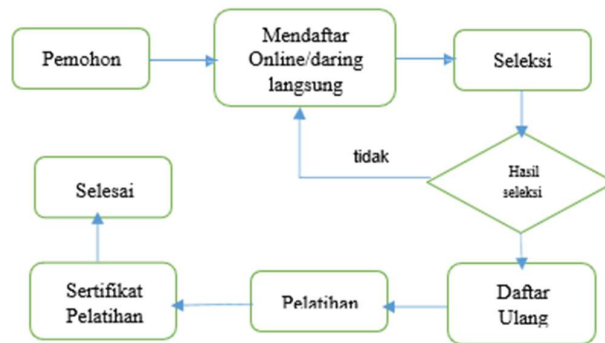 Pemohon
Mendaftar
Online/daring
langsung
Seleksi
tidak
Hasil
seleksi
Selesai
Sertifikat
Pelatihan
Pelatihan
Daftar
Ulang